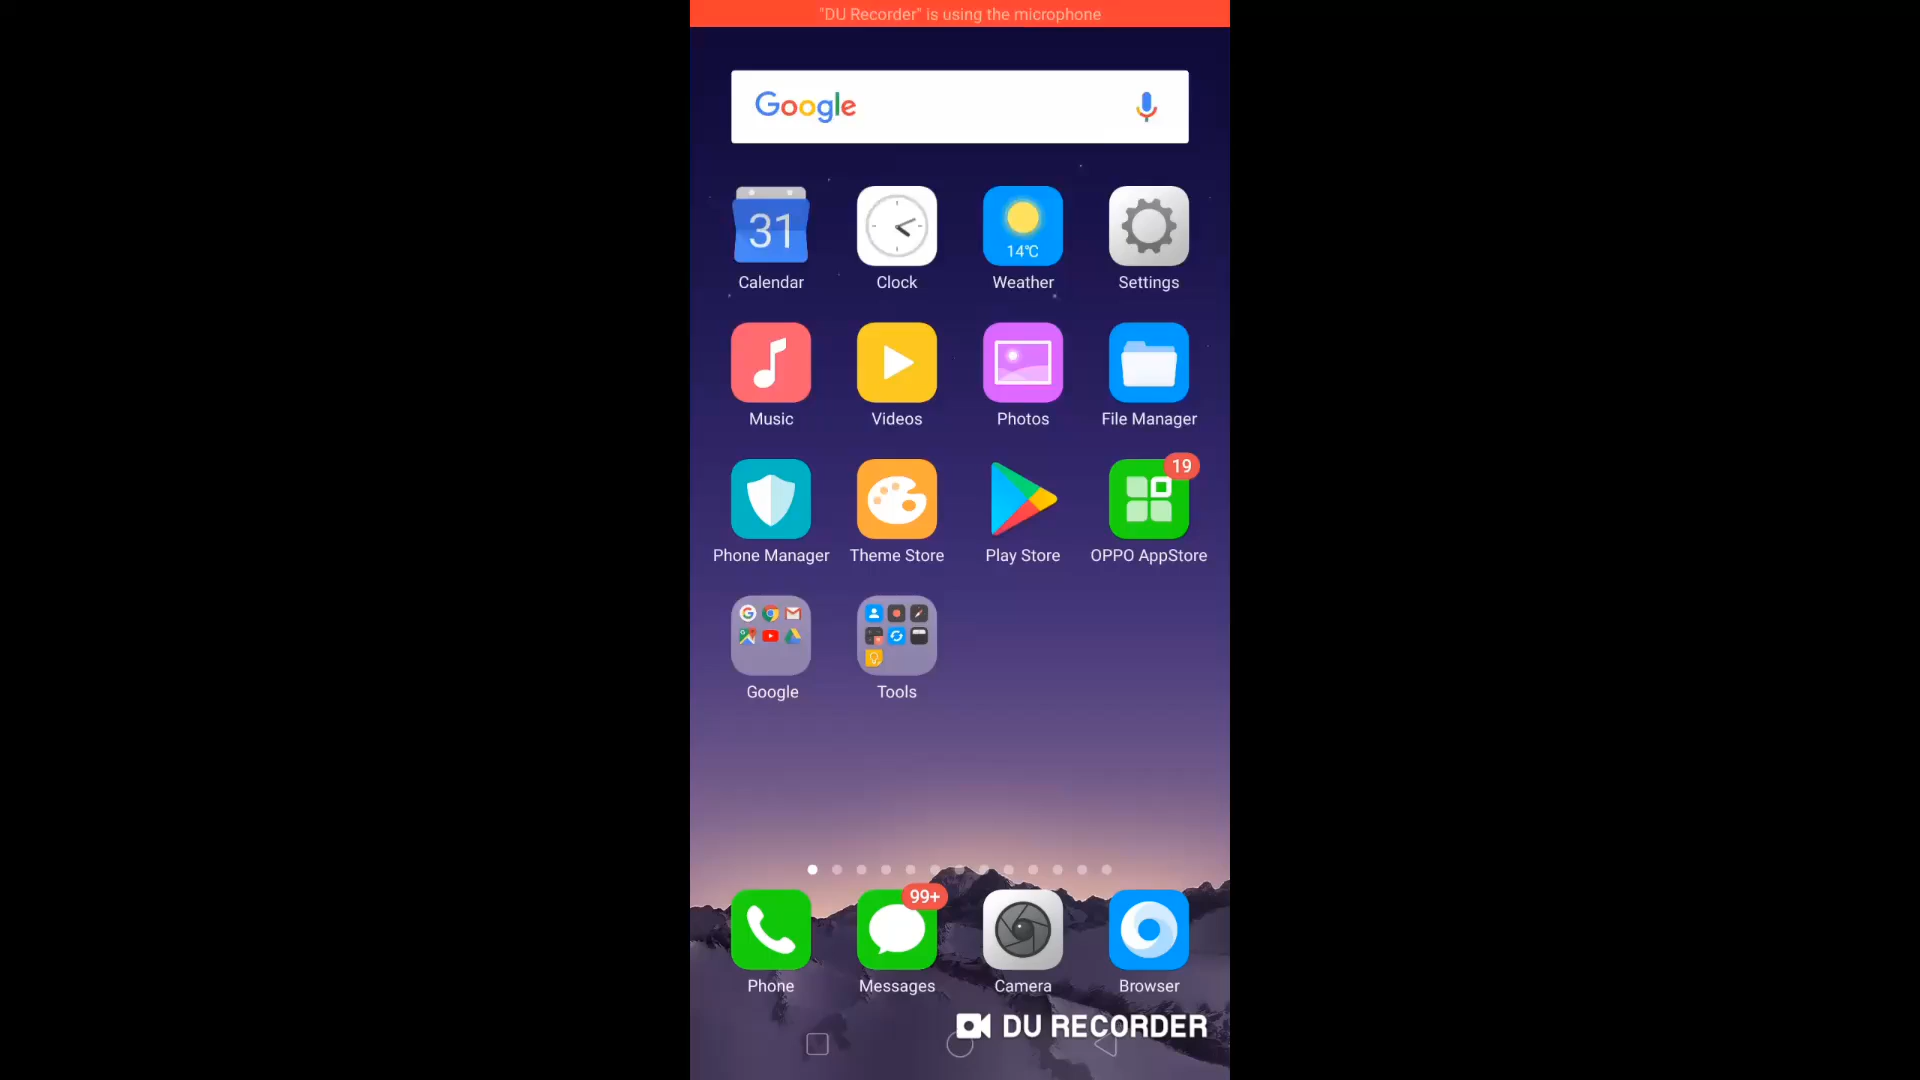 "DU Recorder" is using the microphone
Google
31
14°C
Calendar
Clock
Weather
Settings
Music
Videos
Photos
File Manager
19
Phone Manager
Theme Store
Play Store
OPPO AppStore
Google
Tools
99+
Phone
Messages
Camera
Browser
DU RECORDER